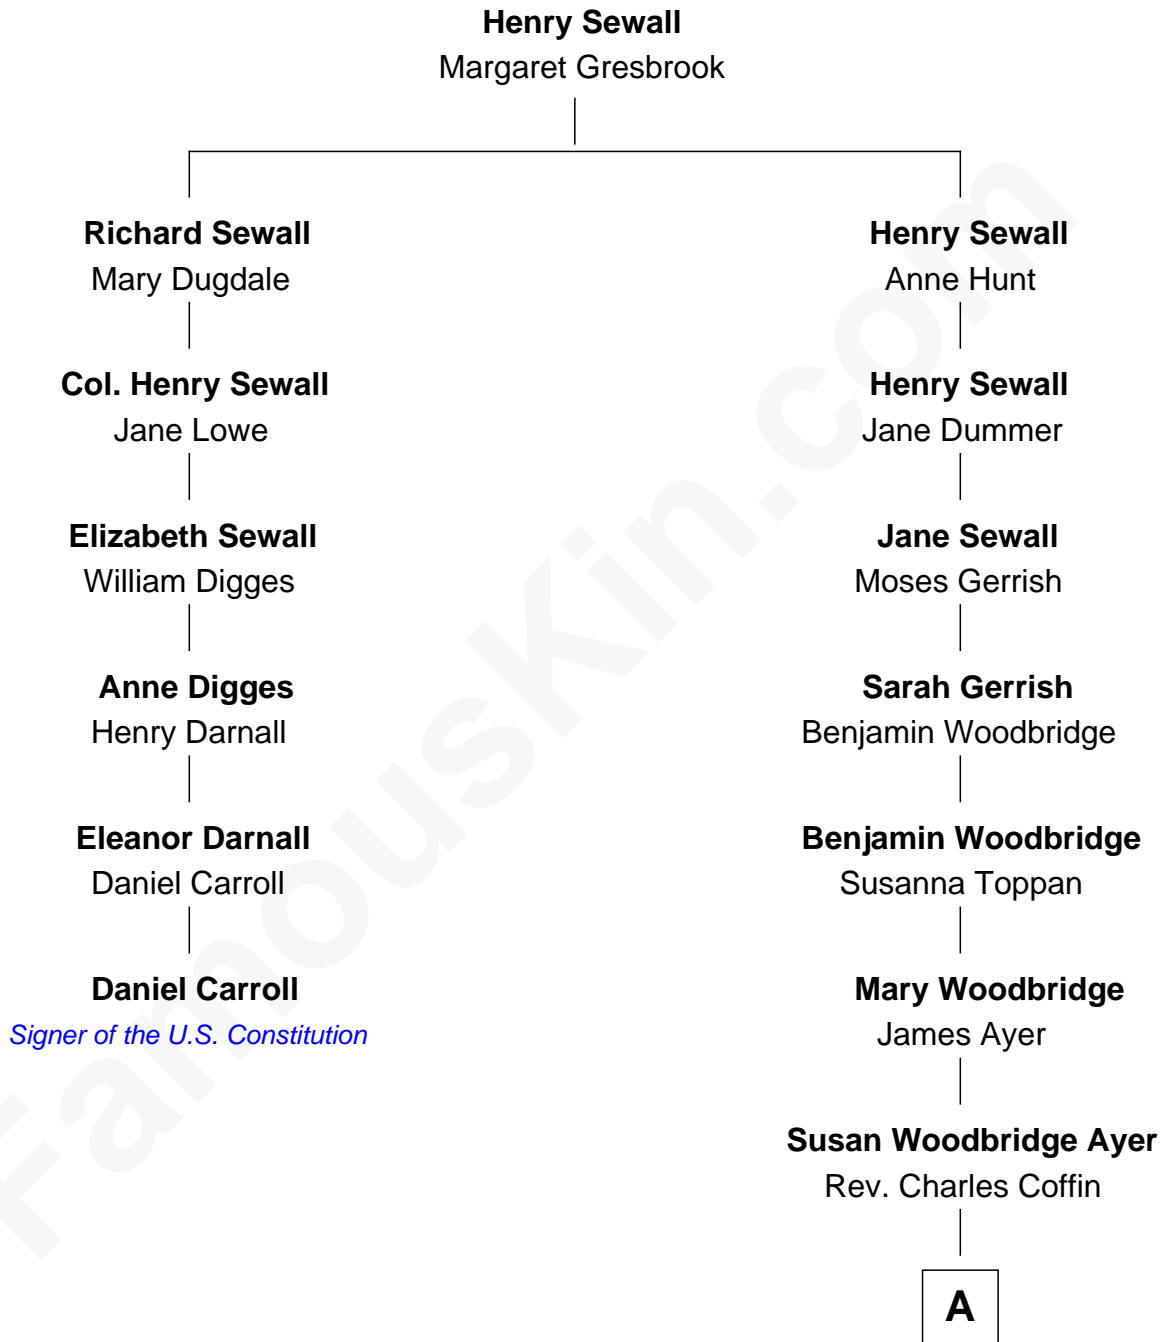 Henry Sewall
Margaret Gresbrook
Richard Sewall
Mary Dugdale
Henry Sewall
Anne Hunt
Col. Henry Sewall
Jane Lowe
Henry Sewall
Jane Dummer
Elizabeth Sewall
William Digges
Jane Sewall
Moses Gerrish
Anne Digges
Henry Darnall
Sarah Gerrish
Benjamin Woodbridge
Eleanor Darnall
Daniel Carroll
Benjamin Woodbridge
Susanna Toppan
Daniel Carroll
Signer of the U.S. Constitution
Mary Woodbridge
James Ayer
Susan Woodbridge Ayer
Rev. Charles Coffin
A
FamousKin.com